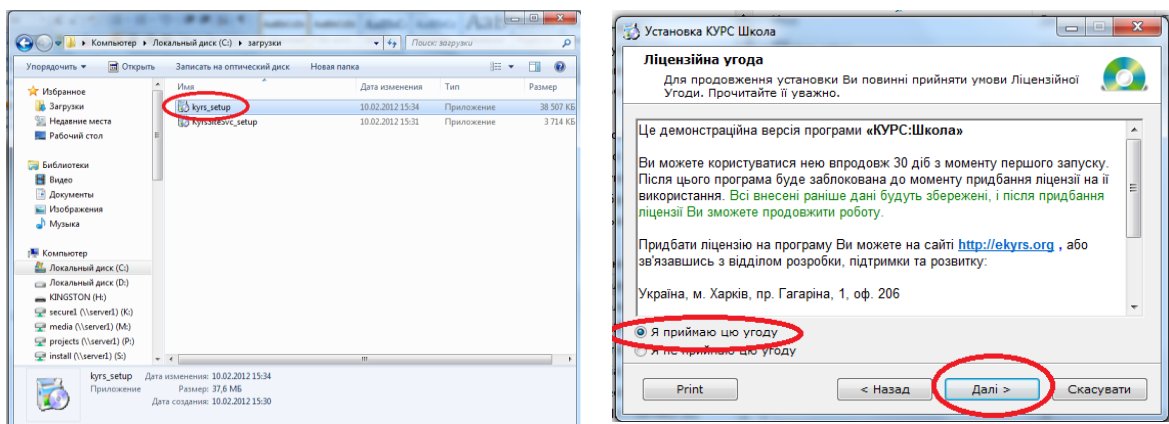 Компьютер ▸ Локальный диск (C:) ▸ загрузки
Поиск: загрузки
Упорядочить Открыть Записать на оптический диск Новая папка
Имя Дата изменения Тип Размер
Избранное
Загрузки
Недавние места
Рабочий стол
Библиотеки
Видео
Документы
Изображения
Музыка
Компьютер
Локальный диск (C:)
Локальный диск (D:)
KINGSTON (H:)
secure1 (\\server1) (K:)
media (\\server1) (M:)
projects (\\server1) (P:)
install (\\server1) (S:)
kyrs_setup 10.02.2012 15:34 Приложение 38 507 КБ
KyrsSiteSvc_setup 10.02.2012 15:31 Приложение 3 714 КБ
kyrs_setup Дата изменения: 10.02.2012 15:34
Приложение Размер: 37,6 МБ
Дата создания: 10.02.2012 15:30
Установка КУРС Школа
Ліцензійна угода
Для продовження установки Ви повинні прийняти умови Ліцензійної
Угоди. Прочитайте її уважно.
Це демонстраційна версія програми «КУРС:Школа»
Ви можете користуватися нею впродовж 30 діб з моменту першого запуску.
Після цього програма буде заблокована до моменту придбання ліцензії на її
використання. Всі внесені раніше дані будуть збережені, і після придбання
ліцензії Ви зможете продовжити роботу.
Придбати ліцензію на програму Ви можете на сайті http://ekyrs.org , або
зв'язавшись з відділом розробки, підтримки та розвитку:
Україна, м. Харків, пр. Гагаріна, 1, оф. 206
Я приймаю цю угоду
Я не приймаю цю угоду
Print < Назад Далі > Скасувати